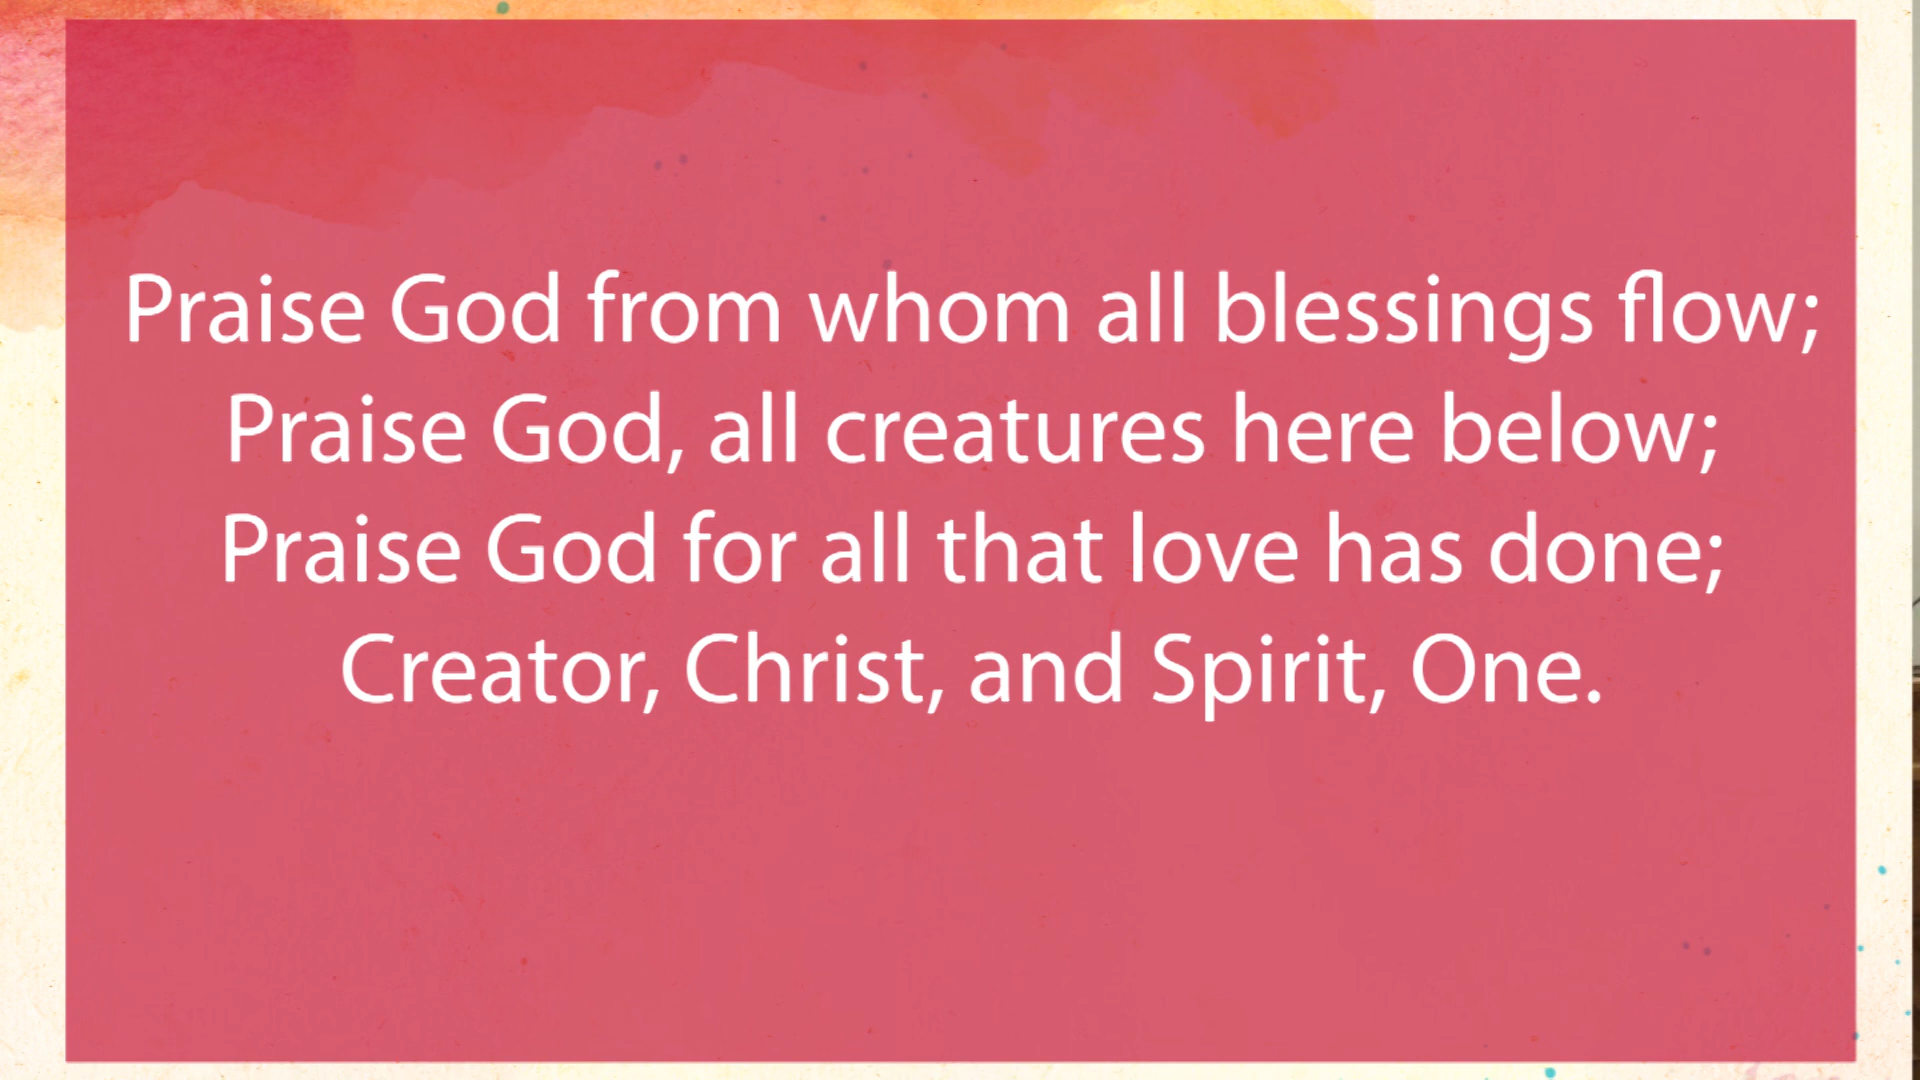 Praise God from whom all blessings flow;
Praise God, all creatures here below;
Praise God for all that love has done;
Creator, Christ, and Spirit, One.